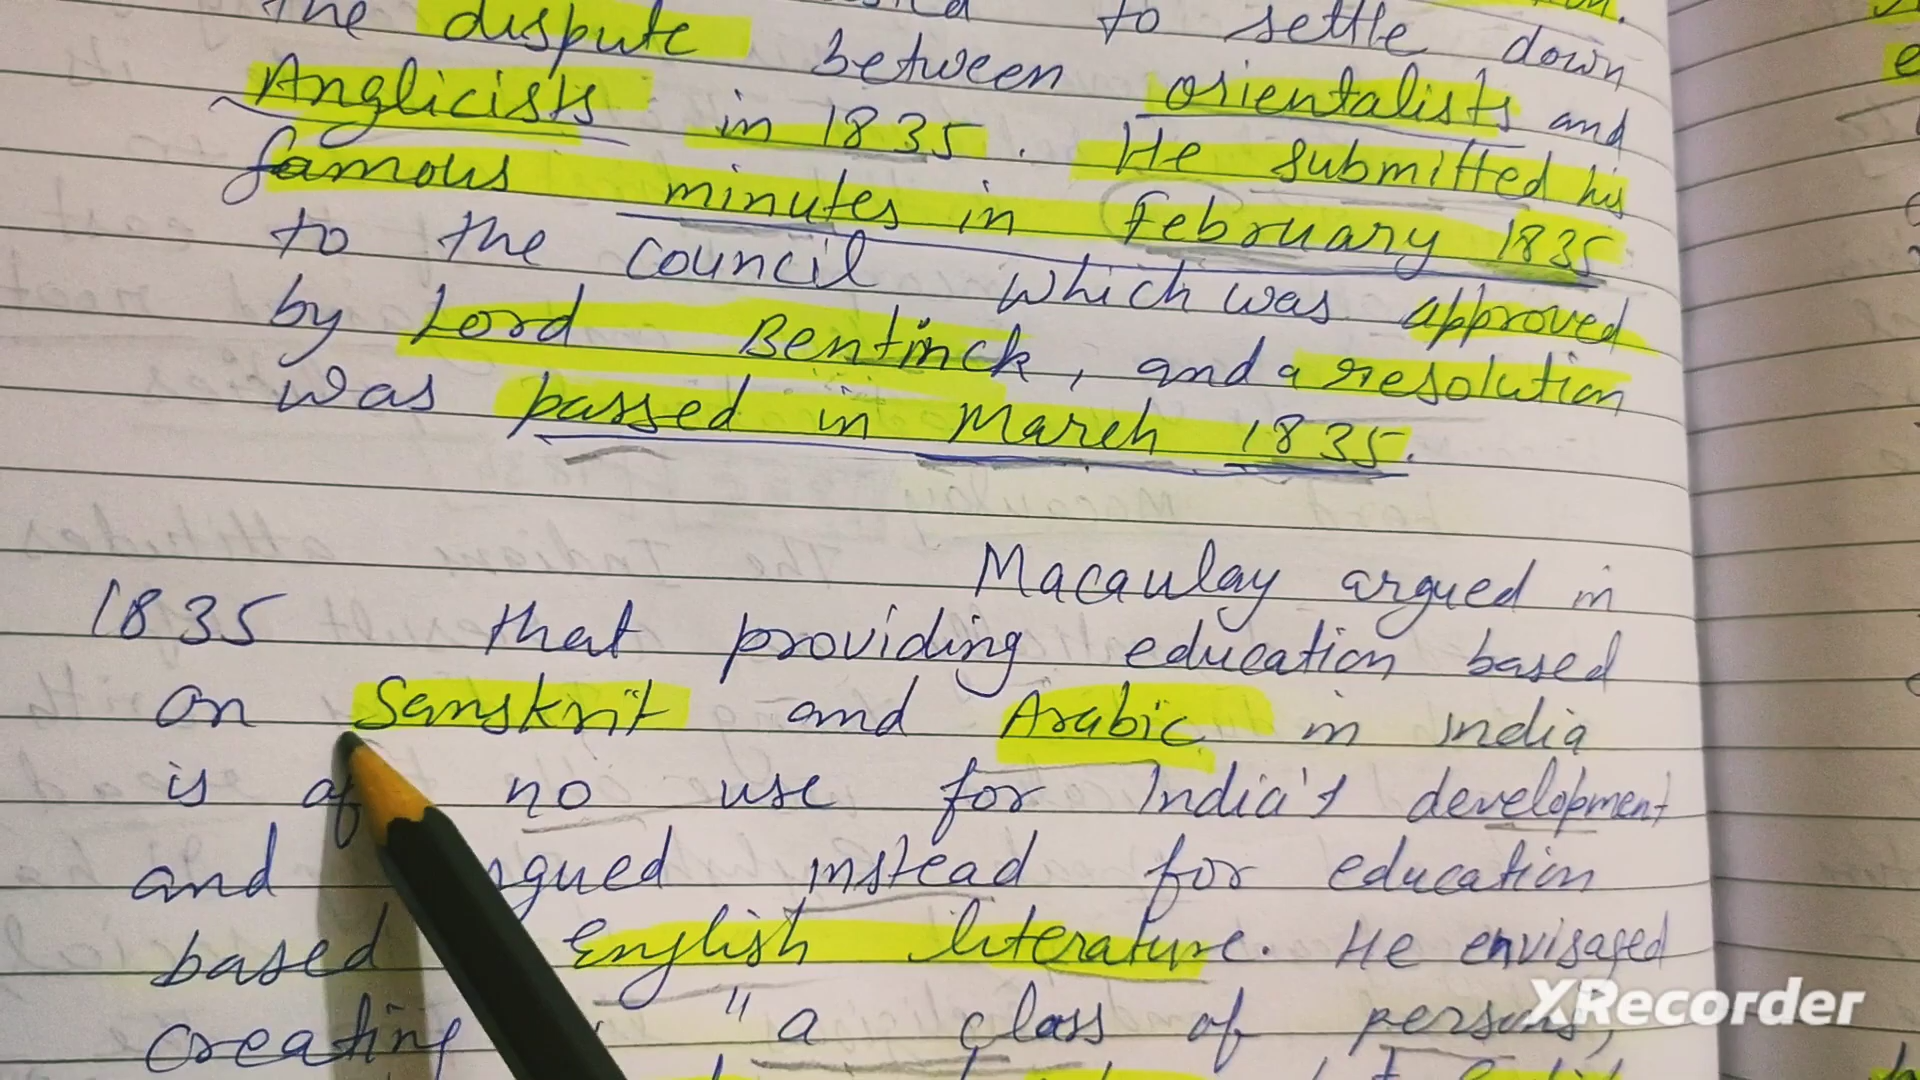 the dispute between to settle down
orientalists and
Anglicists in 1835. He submitted his
famous minutes in February 1835
to the council which was approved
by Lord Bentinck, and a resolution
was passed in March 1835.
Macaulay argued in
1835 that providing education based
on Sanskrit and Arabic in India
is of no use for India's development
and instead for education
based English literature. He envisaged
creating "a class of persons,
XRecorder